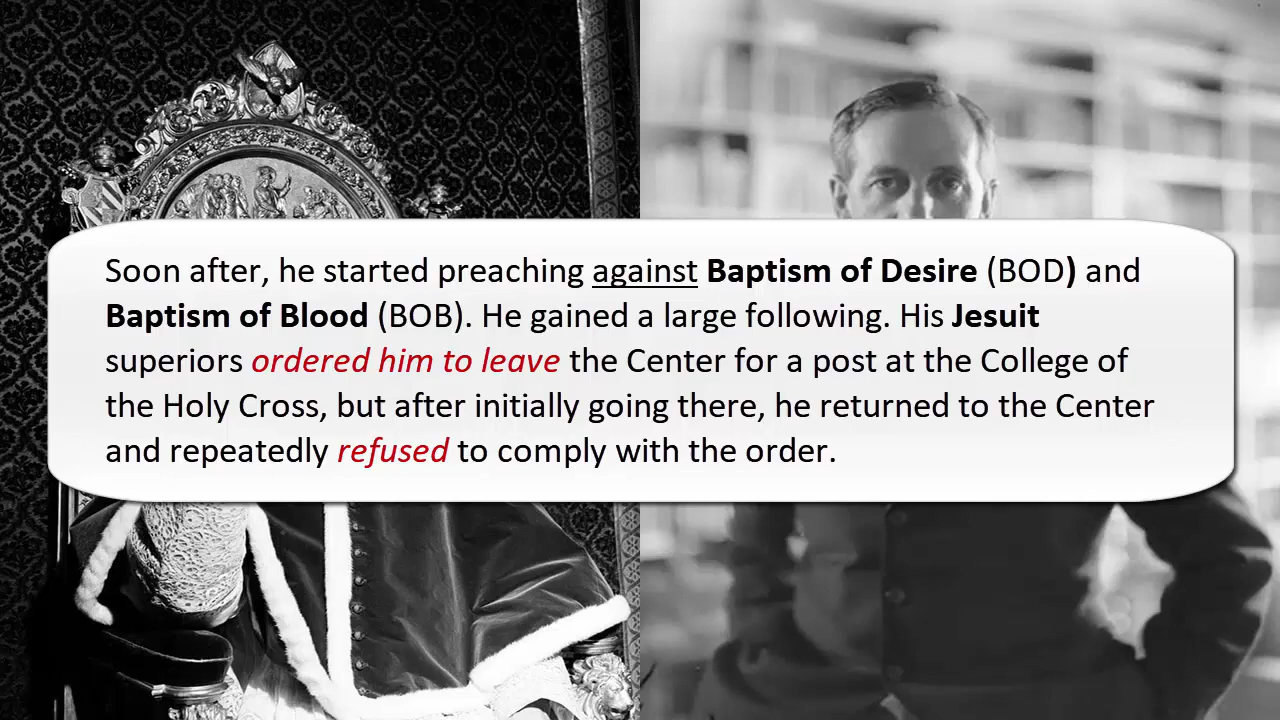 Soon after, he started preaching against Baptism of Desire (BOD) and
Baptism of Blood (BOB). He gained a large following. His Jesuit
superiors ordered him to leave the Center for a post at the College of
the Holy Cross, but after initially going there, he returned to the Center
and repeatedly refused to comply with the order.